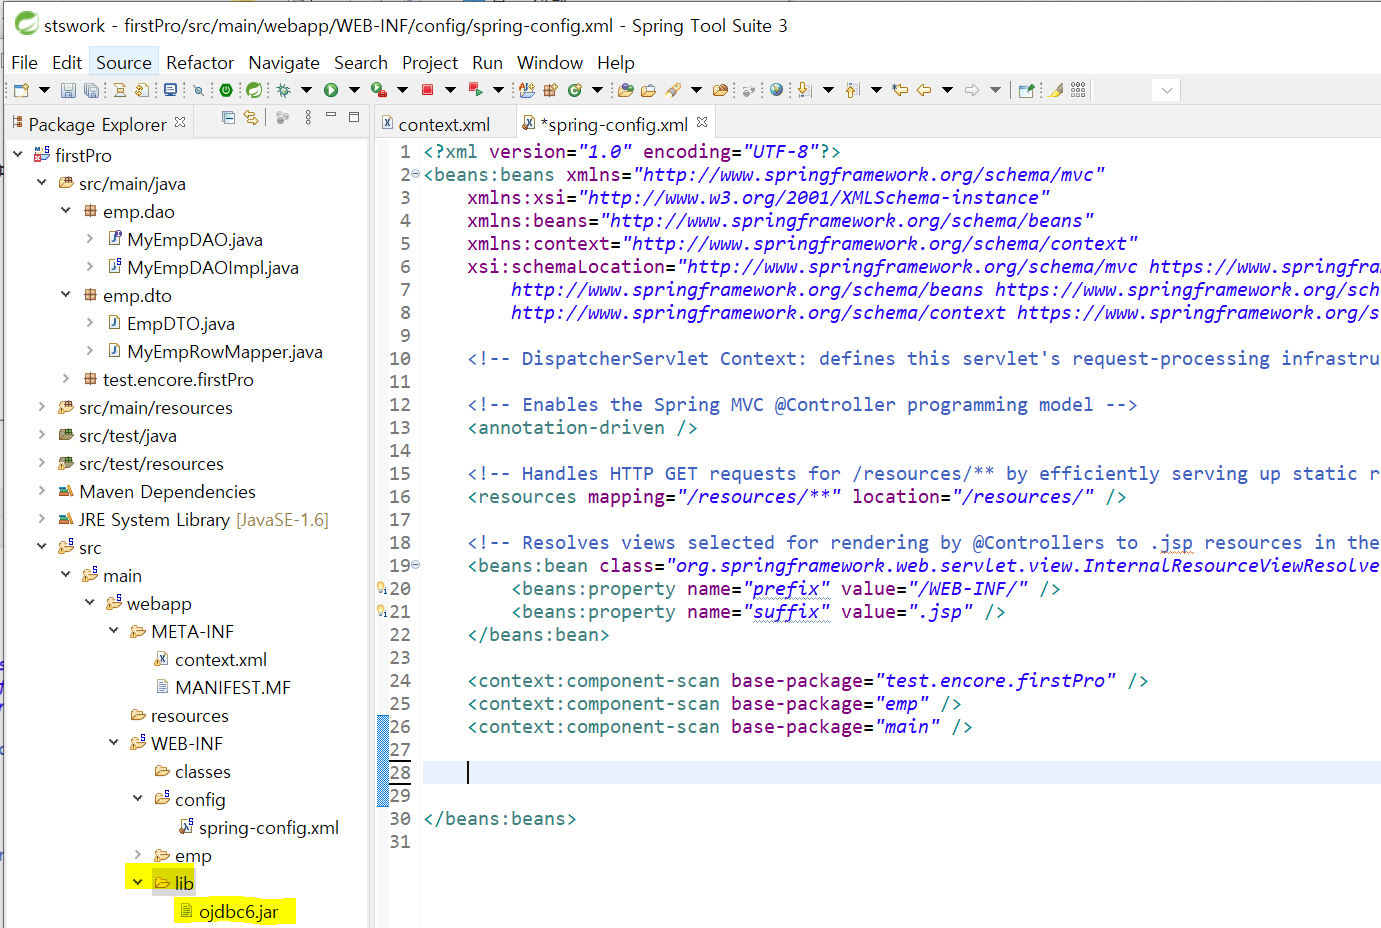 stswork - firstPro/src/main/webapp/WEB-INF/config/spring-config.xml - Spring Tool Suite 3
File Edit Source Refactor Navigate Search Project Run Window Help
Package Explorer
context.xml
*spring-config.xml
firstPro
src/main/java
emp.dao
MyEmpDAO.java
MyEmpDAOImpl.java
emp.dto
EmpDTO.java
MyEmpRowMapper.java
test.encore.firstPro
src/main/resources
src/test/java
src/test/resources
Maven Dependencies
JRE System Library [JavaSE-1.6]
src
main
webapp
META-INF
context.xml
MANIFEST.MF
resources
WEB-INF
classes
config
spring-config.xml
emp
lib
ojdbc6.jar
1 <?xml version="1.0" encoding="UTF-8"?>
2 <beans:beans xmlns="http://www.springframework.org/schema/mvc"
3 xmlns:xsi="http://www.w3.org/2001/XMLSchema-instance"
4 xmlns:beans="http://www.springframework.org/schema/beans"
5 xmlns:context="http://www.springframework.org/schema/context"
6 xsi:schemaLocation="http://www.springframework.org/schema/mvc https://www.springfra
7 http://www.springframework.org/schema/beans https://www.springframework.org/sch
8 http://www.springframework.org/schema/context https://www.springframework.org/s
9
10 <!-- DispatcherServlet Context: defines this servlet's request-processing infrastru
11
12 <!-- Enables the Spring MVC @Controller programming model -->
13 <annotation-driven />
14
15 <!-- Handles HTTP GET requests for /resources/** by efficiently serving up static r
16 <resources mapping="/resources/**" location="/resources/" />
17
18 <!-- Resolves views selected for rendering by @Controllers to .jsp resources in the
19 <beans:bean class="org.springframework.web.servlet.view.InternalResourceViewResolve
20 <beans:property name="prefix" value="/WEB-INF/" />
21 <beans:property name="suffix" value=".jsp" />
22 </beans:bean>
23
24 <context:component-scan base-package="test.encore.firstPro" />
25 <context:component-scan base-package="emp" />
26 <context:component-scan base-package="main" />
27
28
29
30 </beans:beans>
31